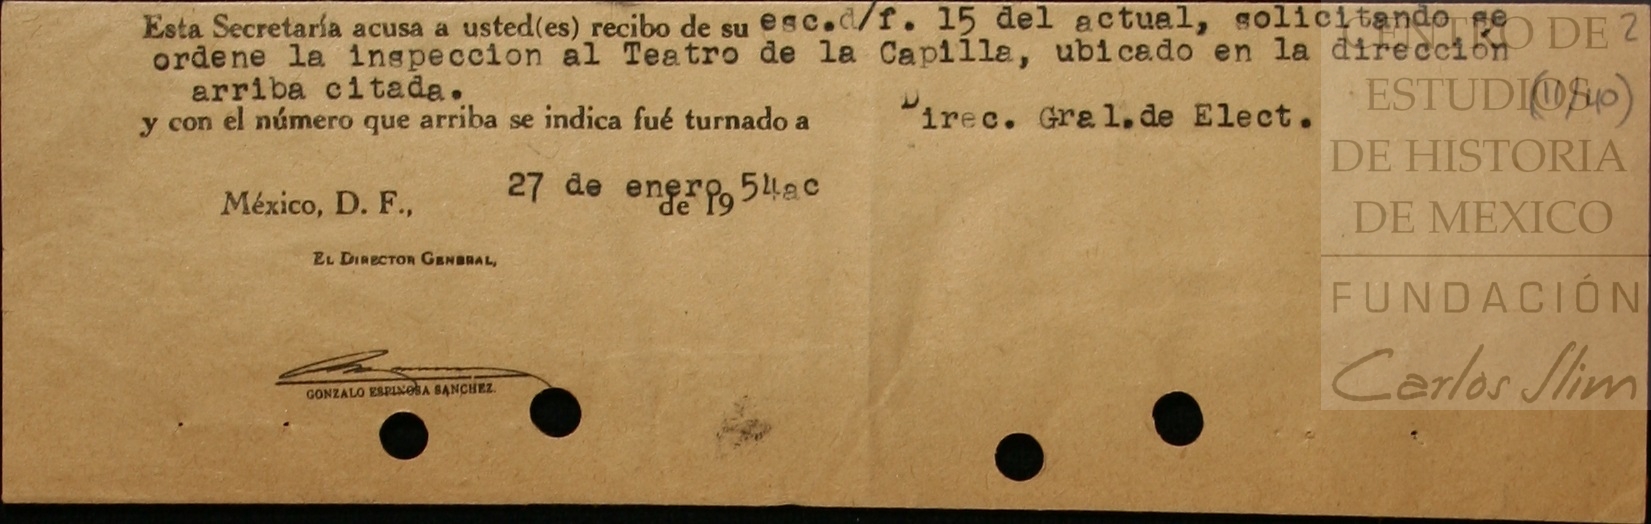 Esta Secretaría acusa a usted(es) recibo de su esc.d/f. 15 del actual, solicitando se
ordene la inspeccion al Teatro de la Capilla, ubicado en la dirección
arriba citada.
y con el número que arriba se indica fué turnado a Direc. Gral.de Elect.
México, D. F., 27 de enero de 1954ac
EL DIRECTOR GENERAL,
GONZALO ESPINOSA SANCHEZ.
2
(11/40)
CENTRO DE
ESTUDIOS
DE HISTORIA
DE MEXICO
FUNDACIÓN
Carlos Slim